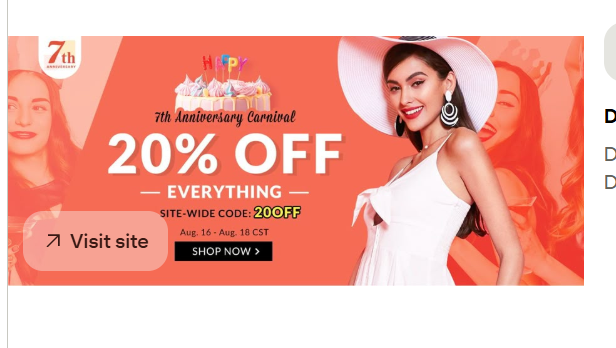 7th
ANNIVERSARY
HAPPY
7th Anniversary Carnival
20% OFF
EVERYTHING
SITE-WIDE CODE: 20OFF
Aug. 16 - Aug. 18 CST
SHOP NOW >
Visit site
D
D
D